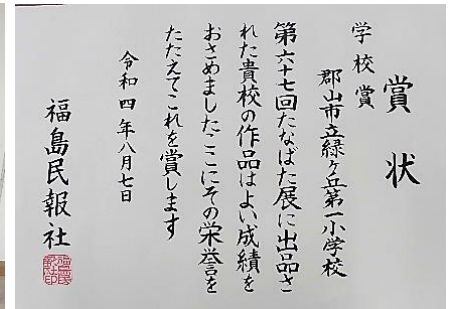 賞状
学校賞
郡山市立緑ヶ丘第一小学校
第六十七回たなばた展に出品さ
れた貴校の作品はよい成績を
おさめましたここにその栄誉を
たたえてこれを賞します
令和四年八月七日
福島民報社